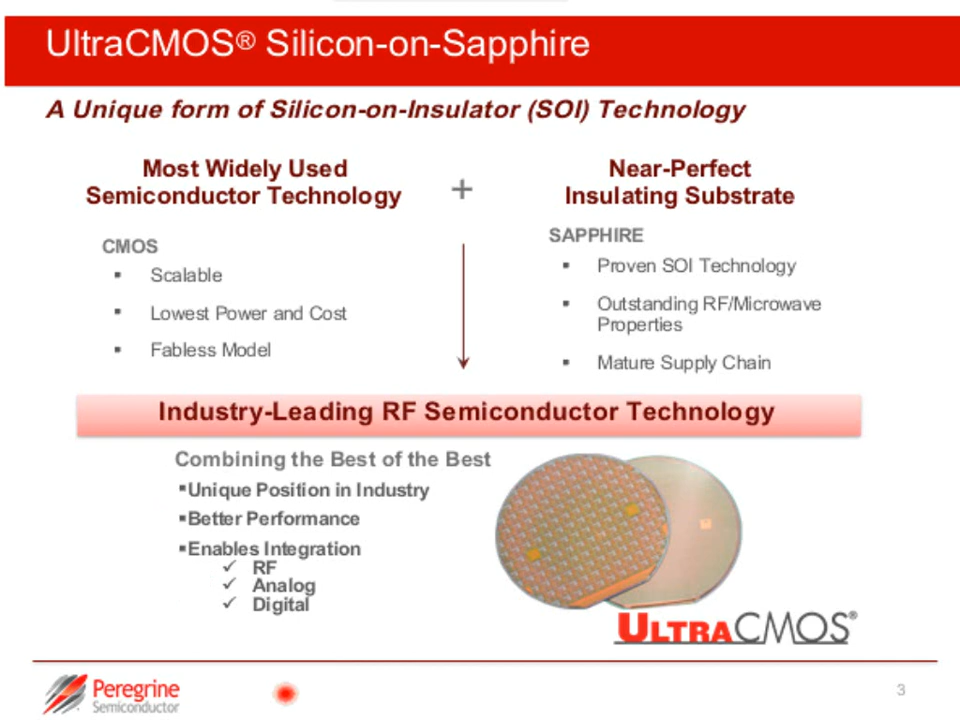 UltraCMOS® Silicon-on-Sapphire
A Unique form of Silicon-on-Insulator (SOI) Technology
Most Widely Used
Semiconductor Technology
+
Near-Perfect
Insulating Substrate
CMOS
▪ Scalable
▪ Lowest Power and Cost
▪ Fabless Model
SAPPHIRE
▪ Proven SOI Technology
▪ Outstanding RF/Microwave
Properties
▪ Mature Supply Chain
Industry-Leading RF Semiconductor Technology
Combining the Best of the Best
▪Unique Position in Industry
▪Better Performance
▪Enables Integration
✓ RF
✓ Analog
✓ Digital
ULTRACMOS®
Peregrine
Semiconductor
3